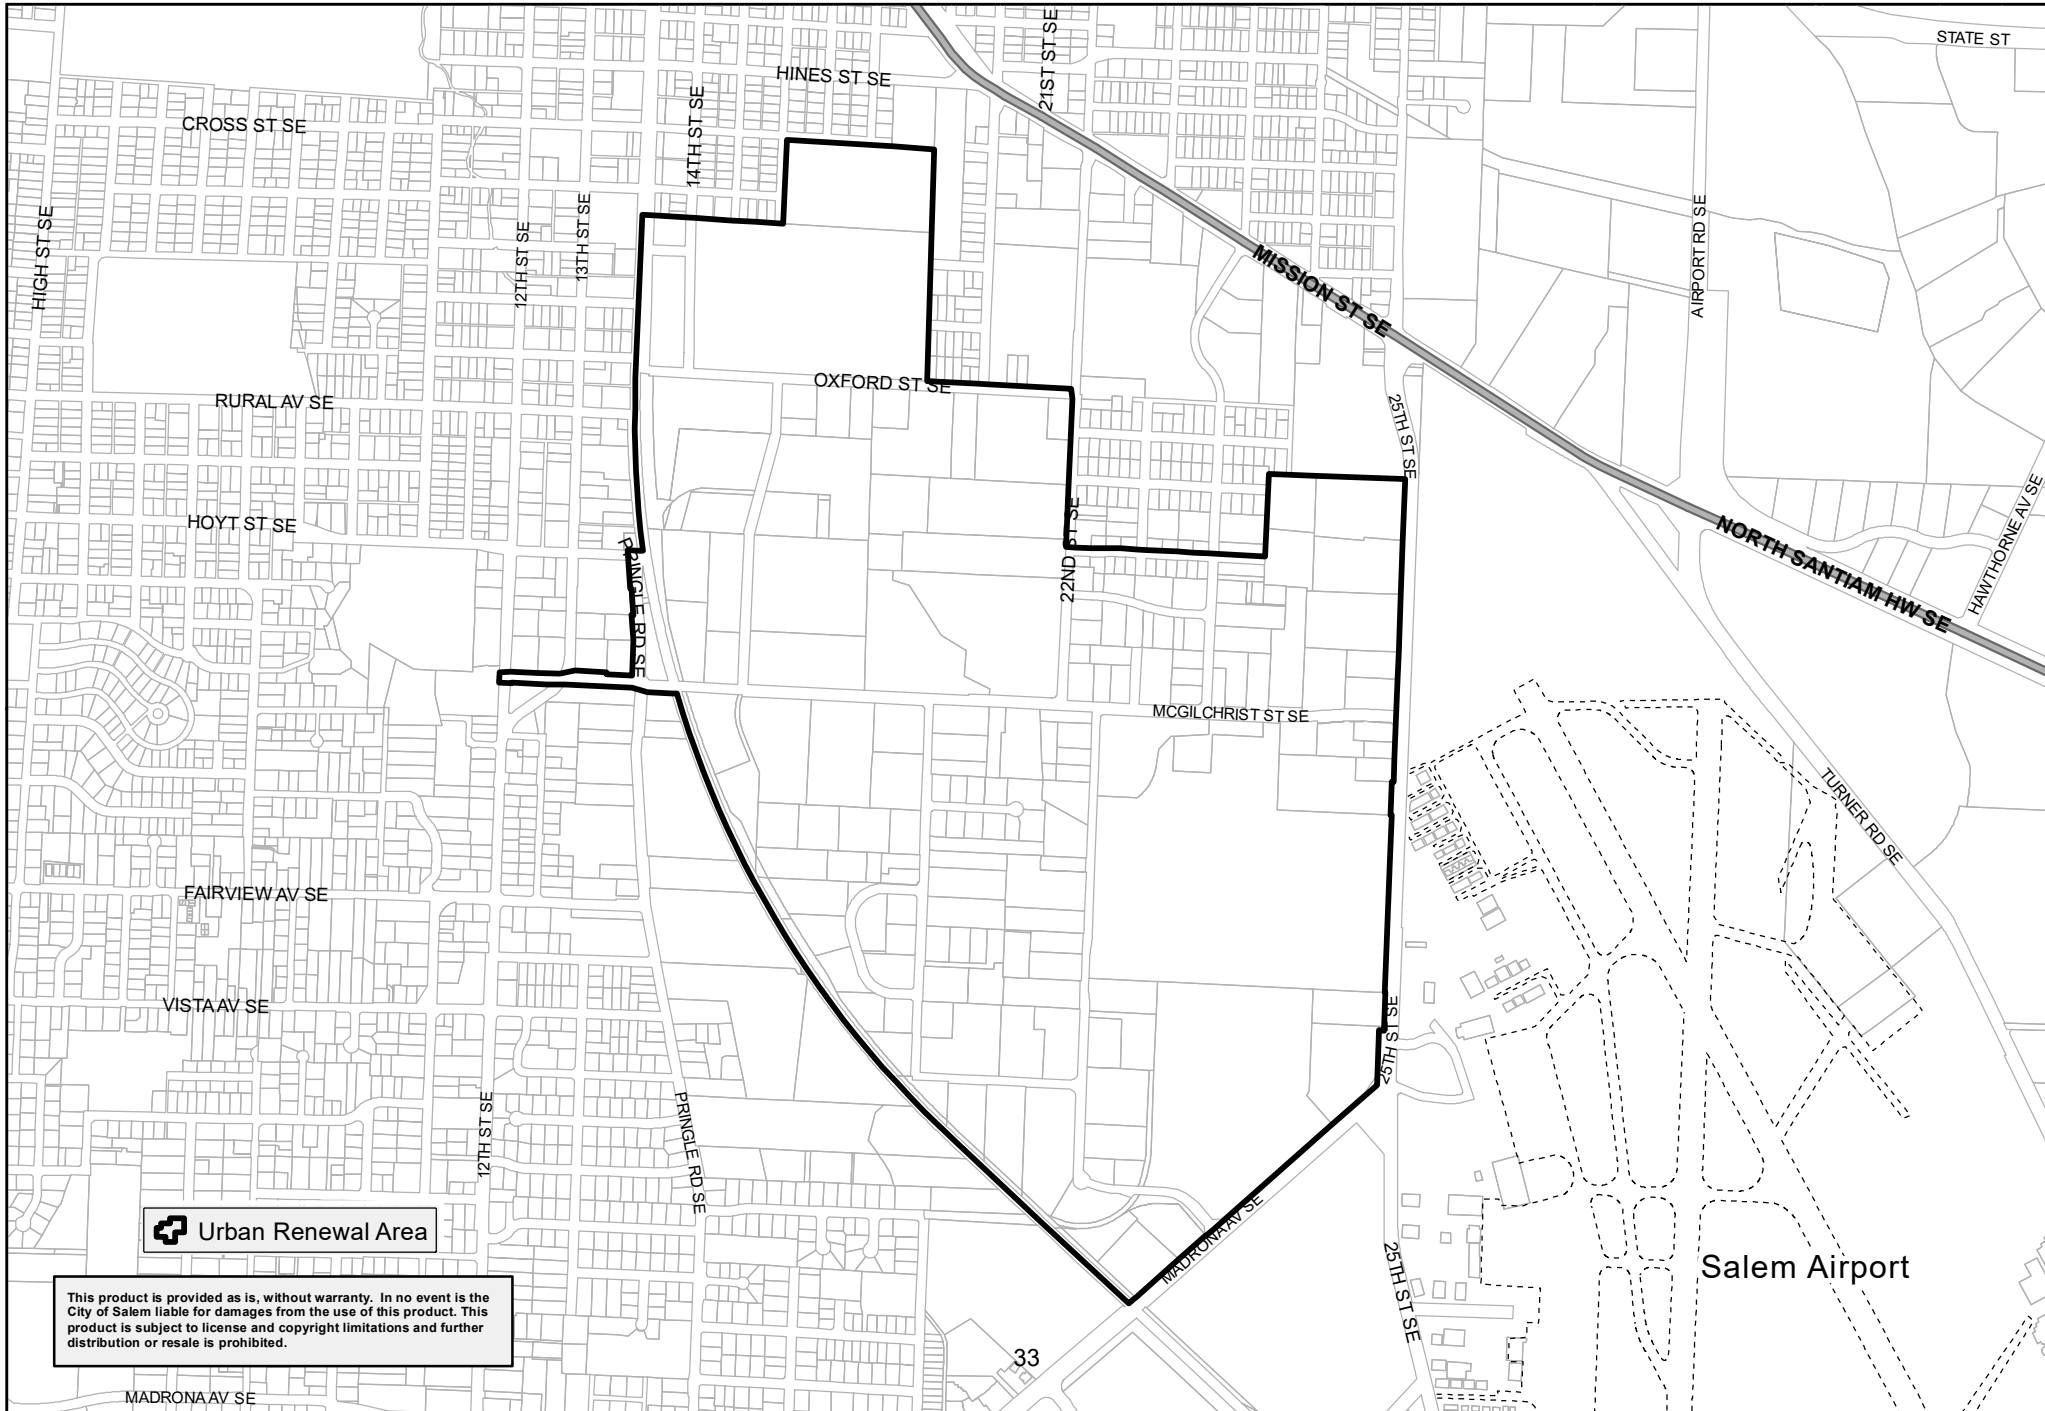 STATE ST
21ST ST SE
HINES ST SE
14TH ST SE
CROSS ST SE
HIGH ST SE
12TH ST SE
13TH ST SE
AIRPORT RD SE
MISSION ST SE
OXFORD ST SE
RURAL AV SE
25TH ST SE
HOYT ST SE
22ND ST SE
NORTH SANTIAM HW SE
HAWTHORNE AV SE
PRINGLE RD SE
MCGILCHRIST ST SE
TURNER RD SE
FAIRVIEW AV SE
VISTA AV SE
25TH ST SE
12TH ST SE
PRINGLE RD SE
MADRONA AV SE
25TH ST SE
Salem Airport
Urban Renewal Area
This product is provided as is, without warranty. In no event is the
City of Salem liable for damages from the use of this product. This
product is subject to license and copyright limitations and further
distribution or resale is prohibited.
33
MADRONA AV SE